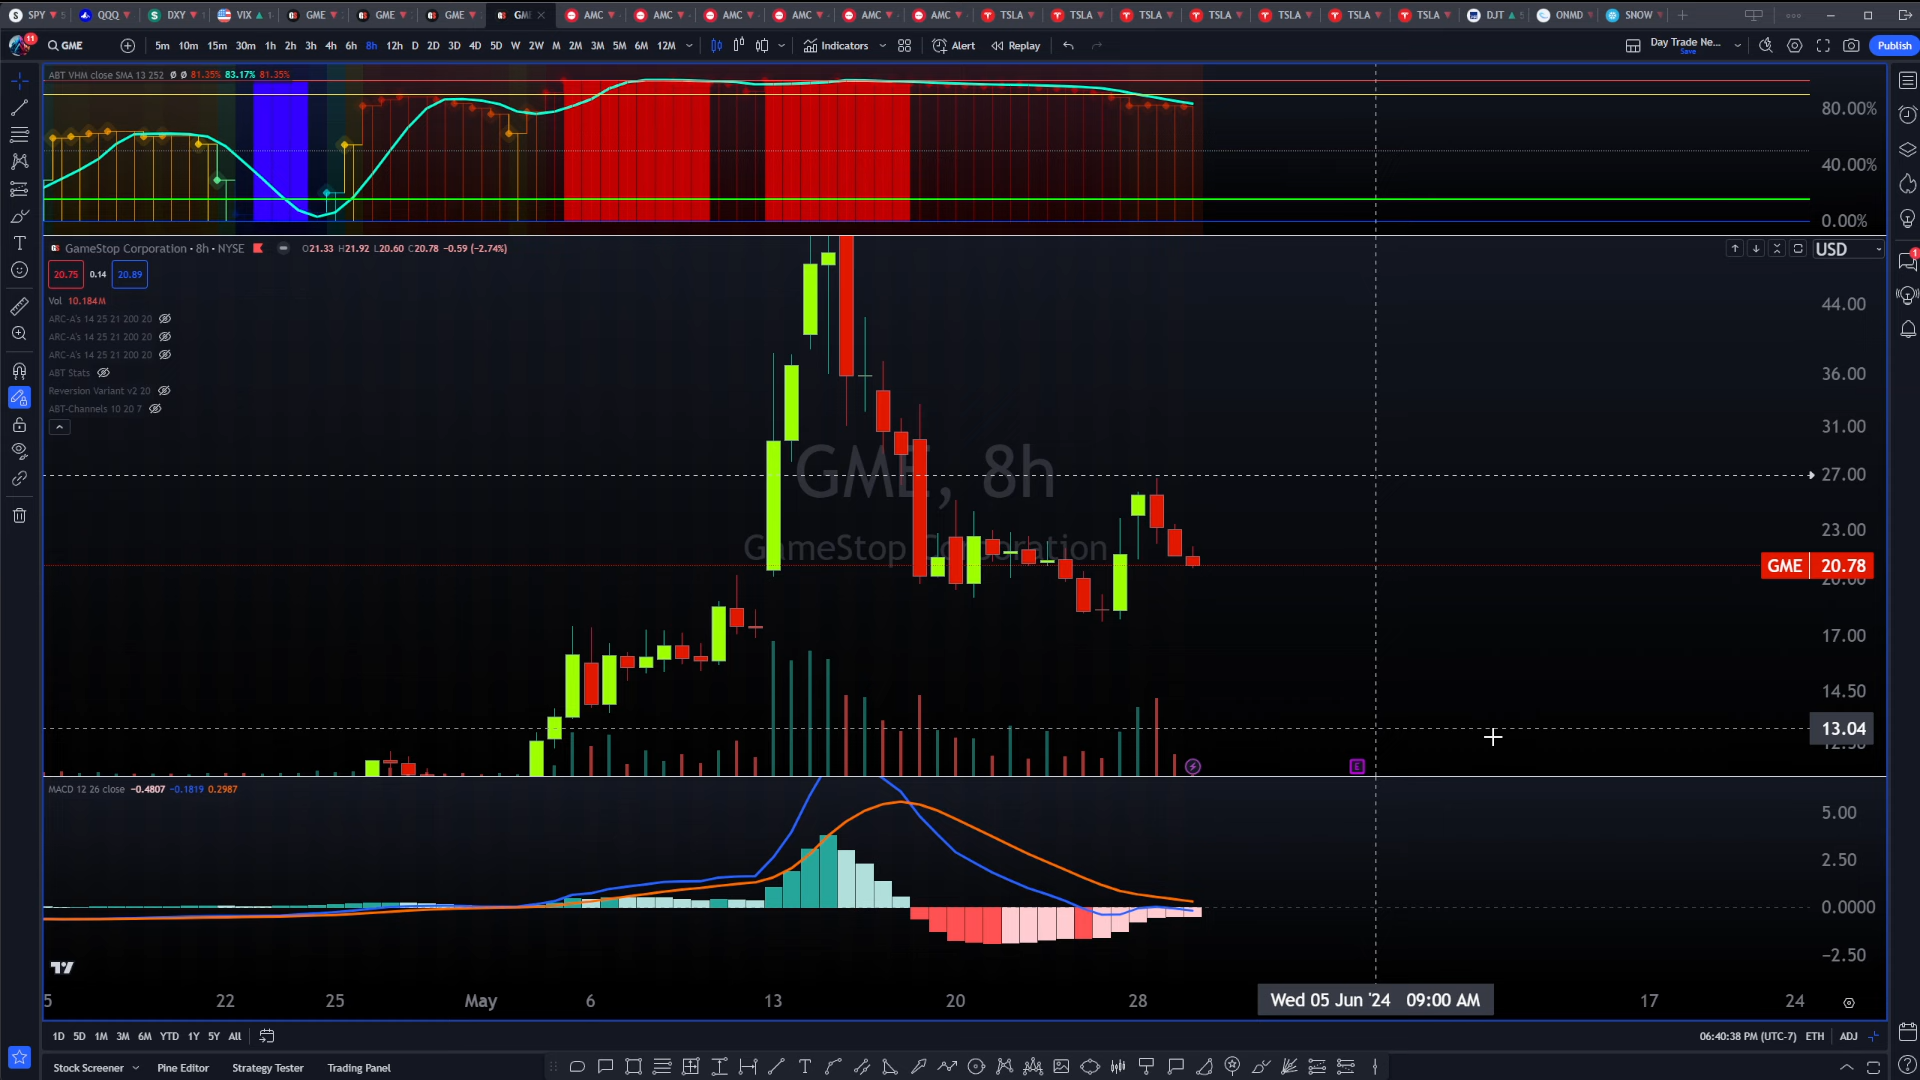 SPY QQQ DXY VIX 1 GME GME GME GM AMC AMC AMC AMC AMC AMC TSLA TSLA TSLA TSLA TSLA TSLA TSLA DJT ONMD SNOW
11 GME 5m 10m 15m 30m 1h 2h 3h 4h 6h 8h 12h D 2D 3D 4D 5D W 2W M 2M 3M 5M 6M 12M Indicators Alert Replay Day Trade Ne... Save Publish
ABT VHM close SMA 13 252 Ø Ø 81.35% 83.17% 81.35%
80.00%
40.00%
0.00%
GameStop Corporation · 8h · NYSE O21.33 H21.92 L20.60 C20.78 -0.59 (-2.74%) USD
20.75 0.14 20.89
Vol 10.184M
ARC-A's 14 25 21 200 20
ARC-A's 14 25 21 200 20
ARC-A's 14 25 21 200 20
ABT Stats
Reversion Variant v2 20
ABT-Channels 10 20 7
GME, 8h
GameStop Corporation
44.00
36.00
31.00
27.00
23.00
GME 20.78
20.00
17.00
14.50
13.04
12.50
E
MACD 12 26 close -0.4807 -0.1819 0.2987
5.00
2.50
0.0000
-2.50
5 22 25 May 6 13 20 28 Wed 05 Jun '24 09:00 AM 17 24
1D 5D 1M 3M 6M YTD 1Y 5Y All 06:40:38 PM (UTC-7) ETH ADJ
Stock Screener Pine Editor Strategy Tester Trading Panel